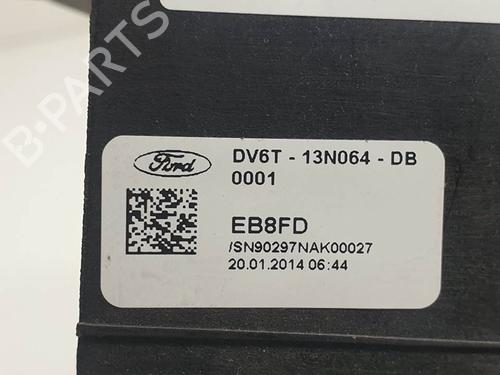 B-PARTS
Ford
DV6T - 13N064 - DB
0001
EB8FD
/SN90297NAK00027
20.01.2014 06:44